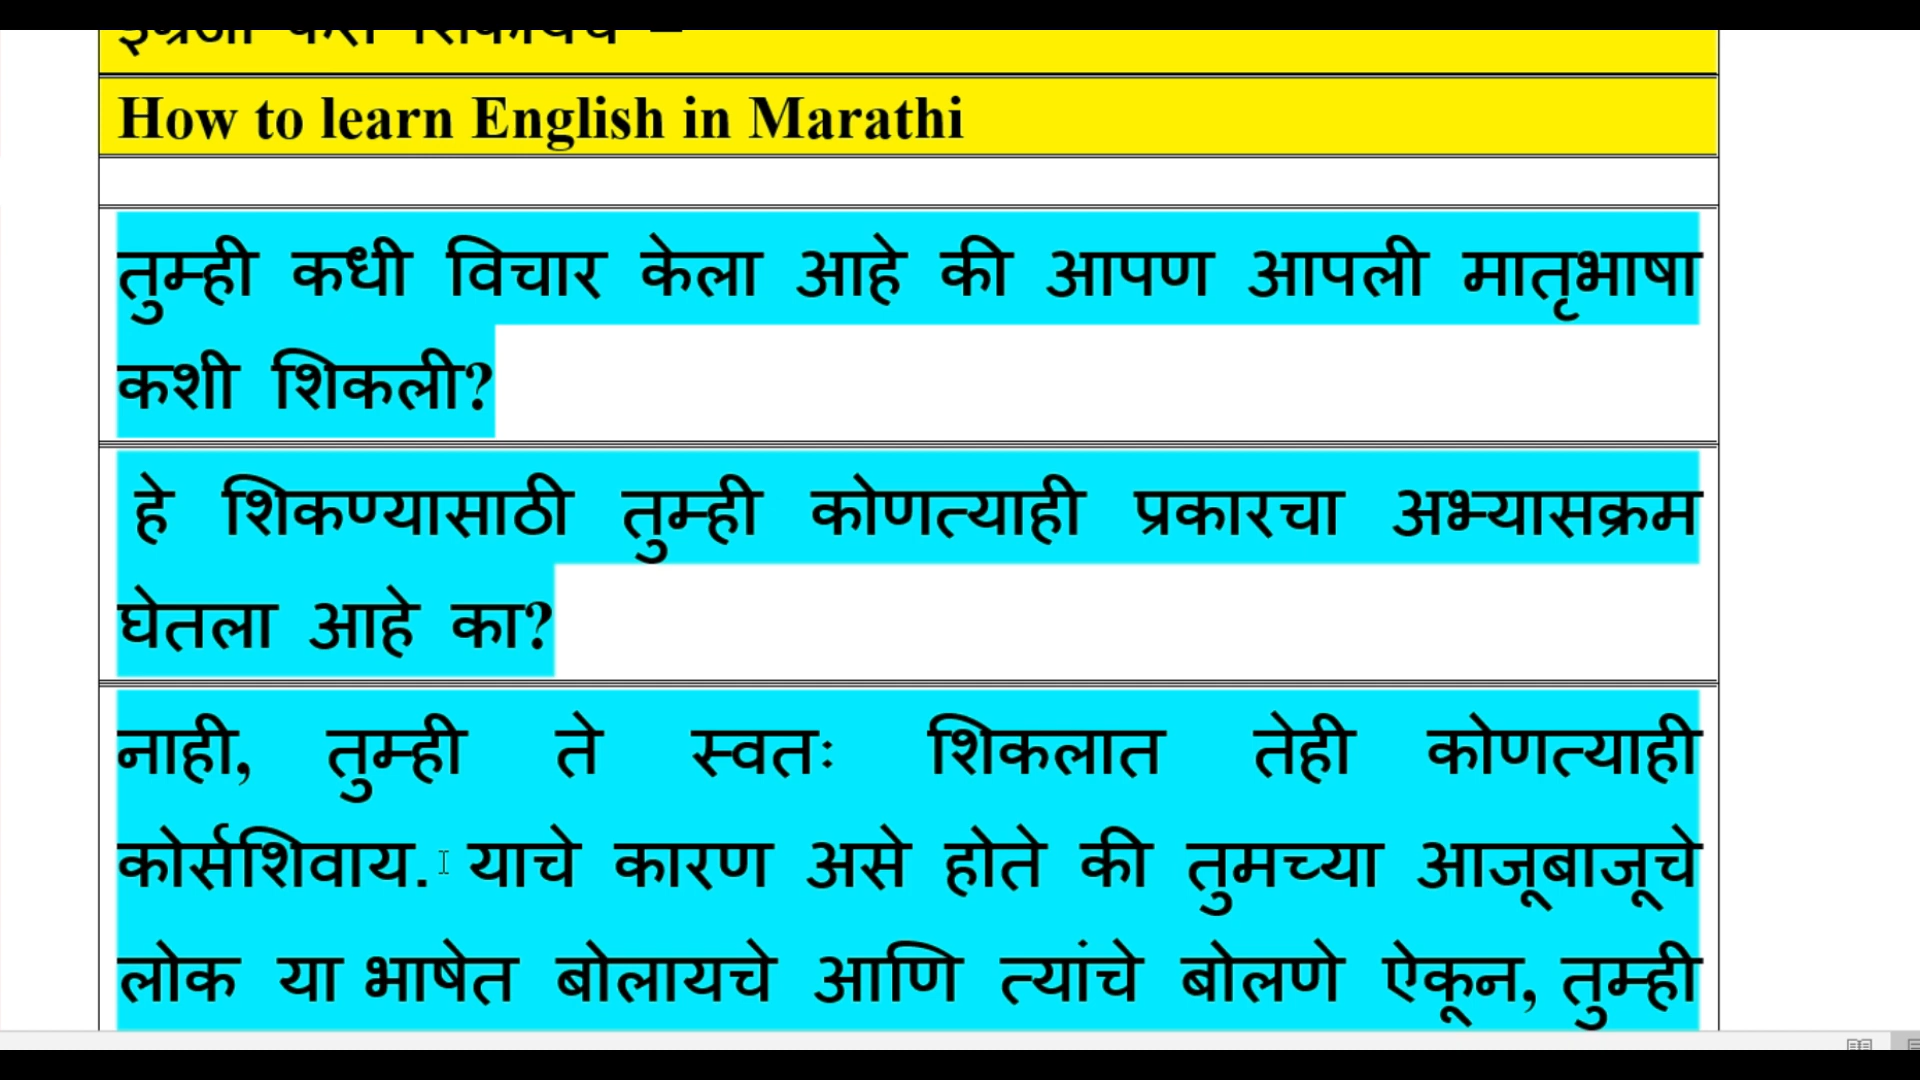 How to learn English in Marathi
तुम्ही कधी विचार केला आहे की आपण आपली मातृभाषा
कशी शिकली?
हे शिकण्यासाठी तुम्ही कोणत्याही प्रकारचा अभ्यासक्रम
घेतला आहे का?
नाही, तुम्ही ते स्वतः शिकलात तेही कोणत्याही
कोर्सशिवाय. याचे कारण असे होते की तुमच्या आजूबाजूचे
लोक या भाषेत बोलायचे आणि त्यांचे बोलणे ऐकून, तुम्ही